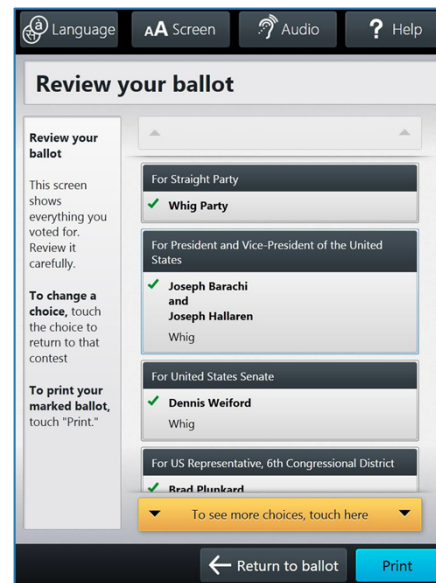 Language
AA Screen
Audio
? Help
Review your ballot
Review your
ballot
This screen
shows
everything you
voted for.
Review it
carefully.
To change a
choice, touch
the choice to
return to that
contest
To print your
marked ballot,
touch "Print."
For Straight Party
Whig Party
For President and Vice-President of the United
States
Joseph Barachi
and
Joseph Hallaren
Whig
For United States Senate
Dennis Weiford
Whig
For US Representative, 6th Congressional District
Brad Plunkard
To see more choices, touch here
Return to ballot
Print